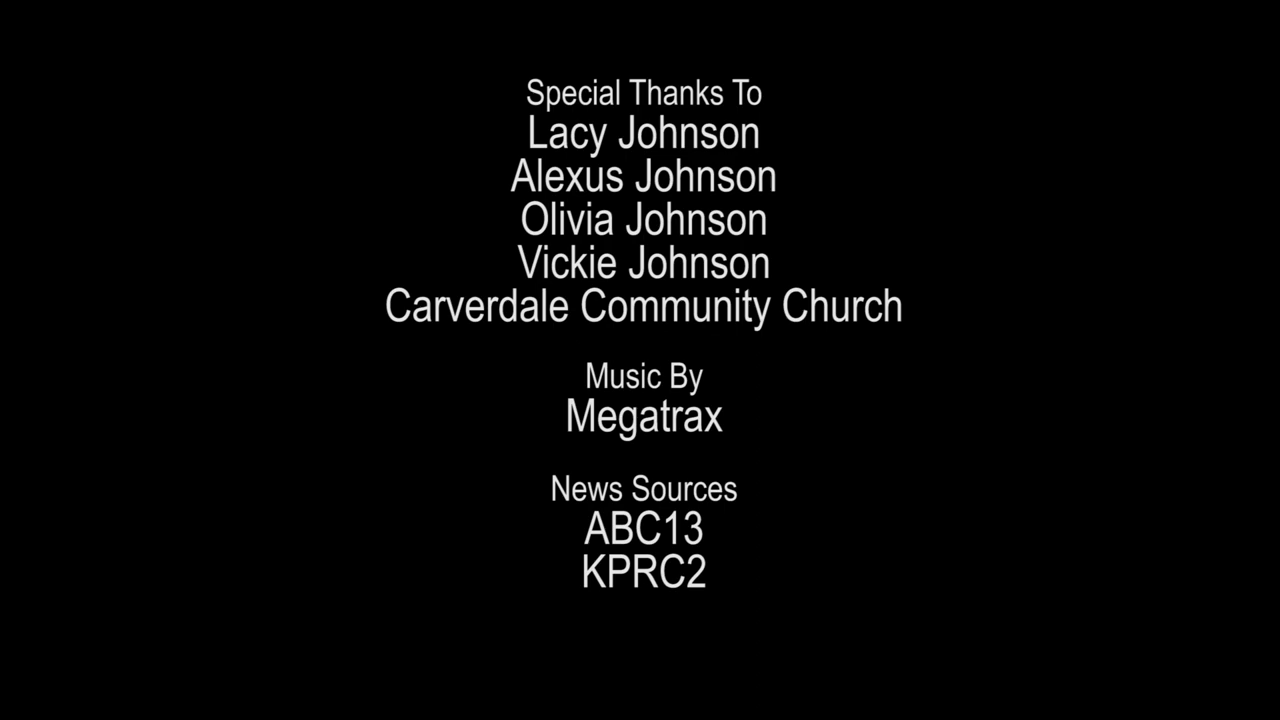 Special Thanks To
Lacy Johnson
Alexus Johnson
Olivia Johnson
Vickie Johnson
Carverdale Community Church
Music By
Megatrax
News Sources
ABC13
KPRC2